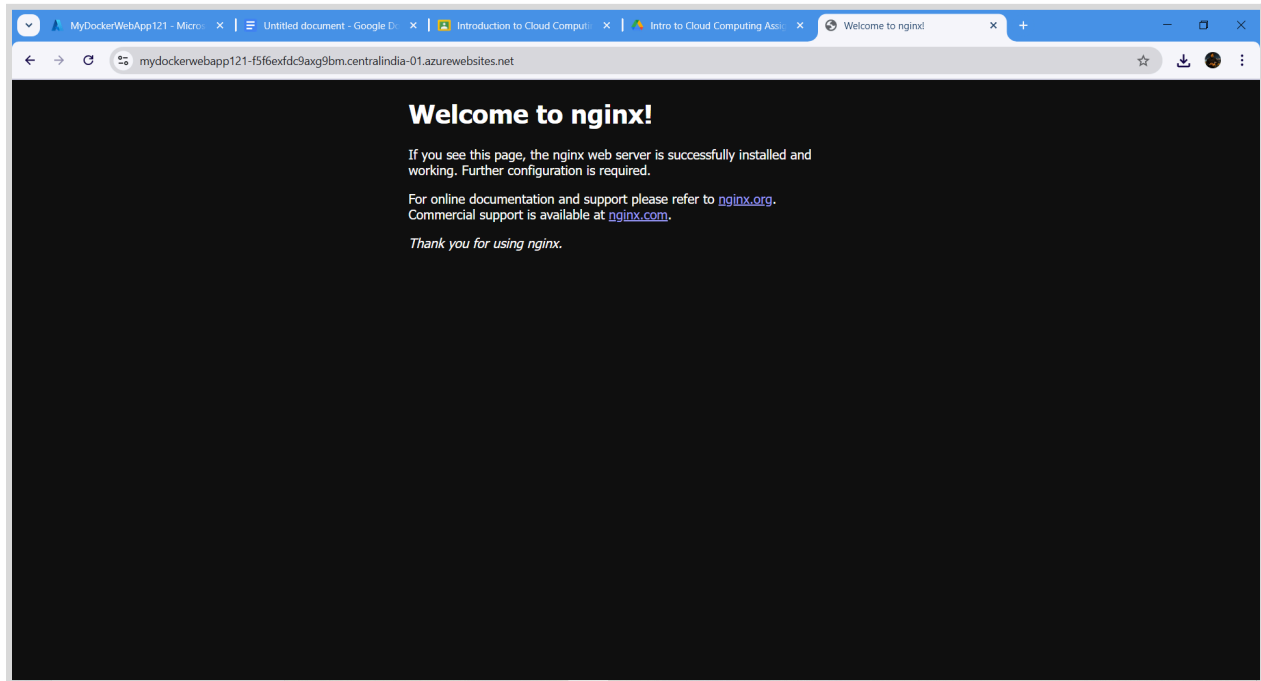 MyDockerWebApp121 - Micros
Untitled document - Google Do
Introduction to Cloud Computi
Intro to Cloud Computing Assig
Welcome to nginx!
mydockerwebapp121-f5f6exfdc9axg9bm.centralindia-01.azurewebsites.net
Welcome to nginx!
If you see this page, the nginx web server is successfully installed and
working. Further configuration is required.
For online documentation and support please refer to nginx.org.
Commercial support is available at nginx.com.
Thank you for using nginx.